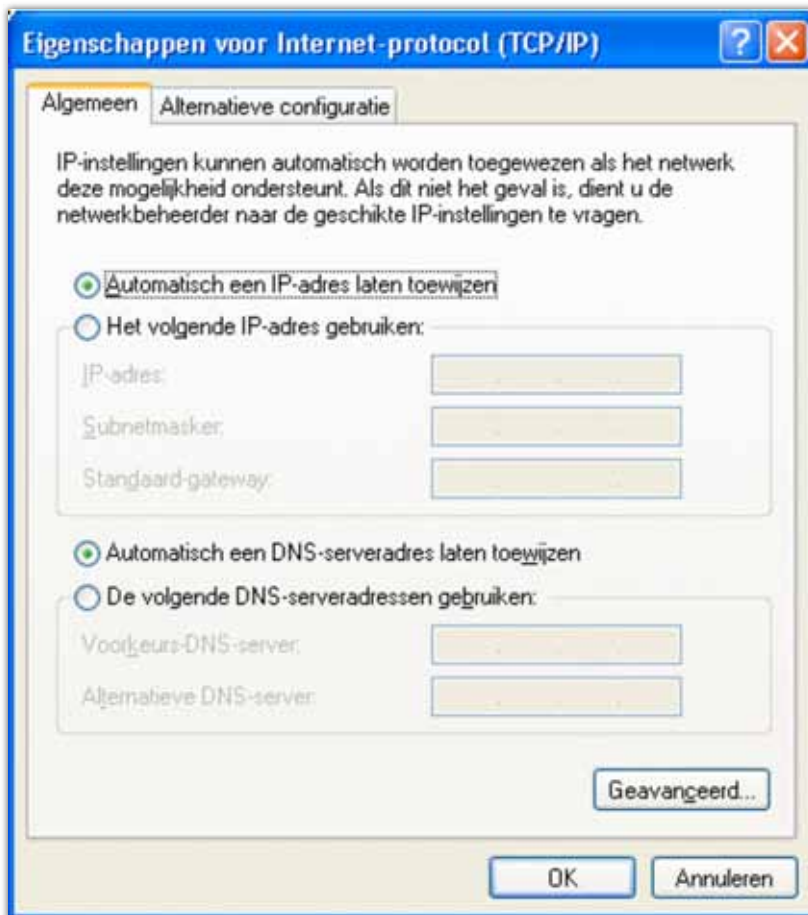 Eigenschappen voor Internet-protocol (TCP/IP)
Algemeen
Alternatieve configuratie
IP-instellingen kunnen automatisch worden toegewezen als het netwerk
deze mogelijkheid ondersteunt. Als dit niet het geval is, dient u de
netwerkbeheerder naar de geschikte IP-instellingen te vragen.
Automatisch een IP-adres laten toewijzen
Het volgende IP-adres gebruiken:
IP-adres:
Subnetmasker:
Standaard-gateway:
Automatisch een DNS-serveradres laten toewijzen
De volgende DNS-serveradressen gebruiken:
Voorkeurs-DNS-server:
Alternatieve DNS-server:
Geavanceerd...
OK
Annuleren